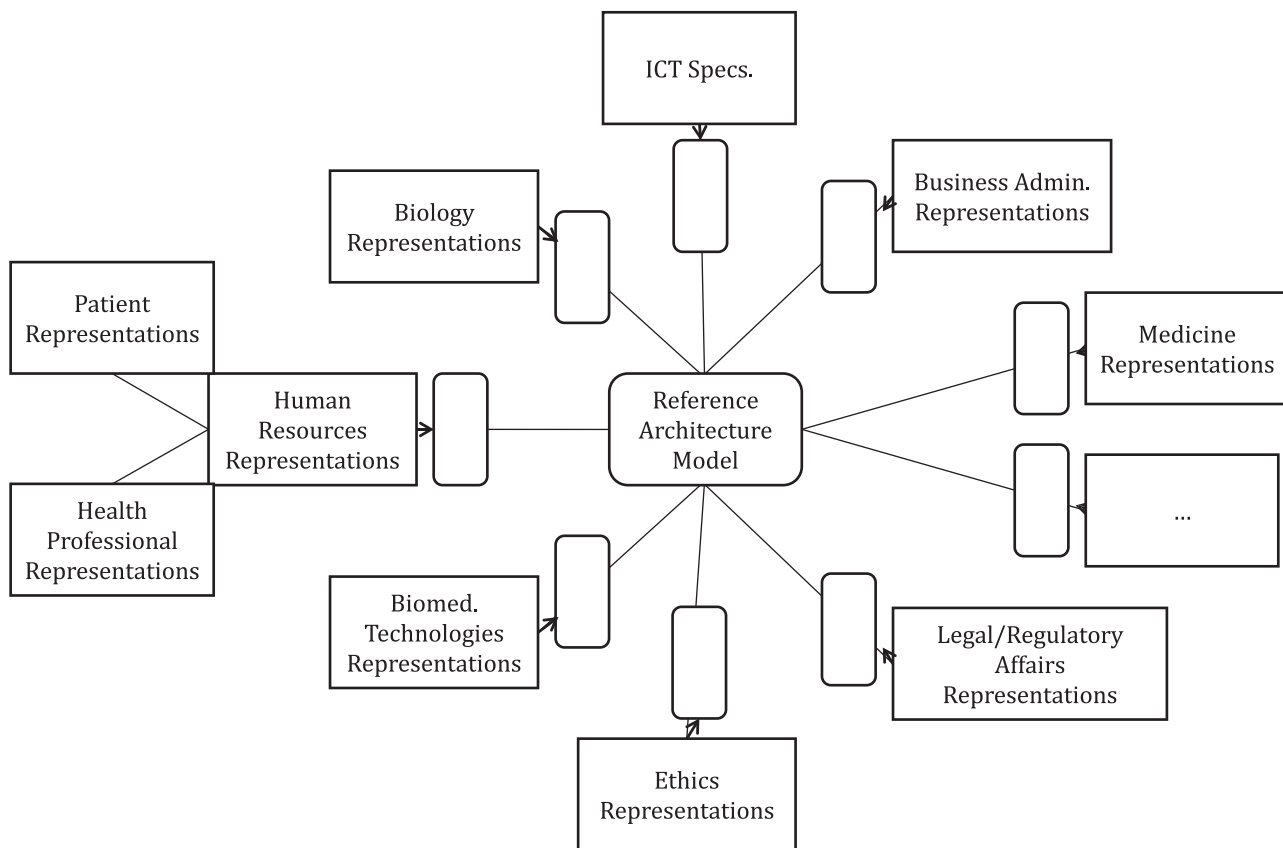 ICT Specs.
Business Admin.
Representations
Biology
Representations
Patient
Representations
Medicine
Representations
Human
Resources
Representations
Reference
Architecture
Model
Health
Professional
Representations
...
Biomed.
Technologies
Representations
Legal/Regulatory
Affairs
Representations
Ethics
Representations